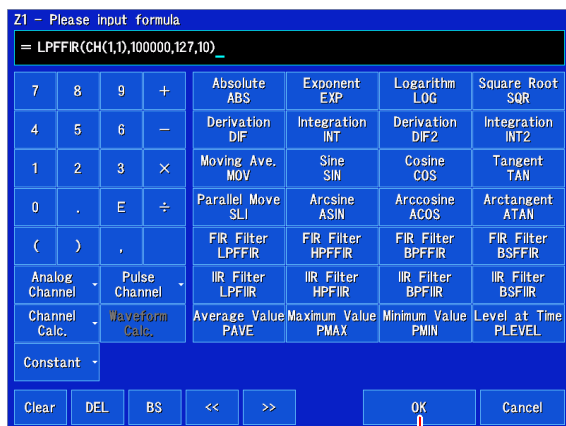 Z1 - Please input formula
= LPFFIR(CH(1,1),100000,127,10)_
7 8 9 + Absolute Exponent Logarithm Square Root
ABS EXP LOG SQR
4 5 6 - Derivation Integration Derivation Integration
DIF INT DIF2 INT2
1 2 3 × Moving Ave. Sine Cosine Tangent
MOV SIN COS TAN
0 . E ÷ Parallel Move Arcsine Arccosine Arctangent
SLI ASIN ACOS ATAN
( ) , FIR Filter FIR Filter FIR Filter FIR Filter
LPFFIR HPFFIR BPFFIR BSFFIR
Analog Pulse IIR Filter IIR Filter IIR Filter IIR Filter
Channel Channel LPFIIR HPFIIR BPFIIR BSFIIR
Channel Waveform Average Value Maximum Value Minimum Value Level at Time
Calc. Calc. PAVE PMAX PMIN PLEVEL
Constant
Clear DEL BS << >> OK Cancel